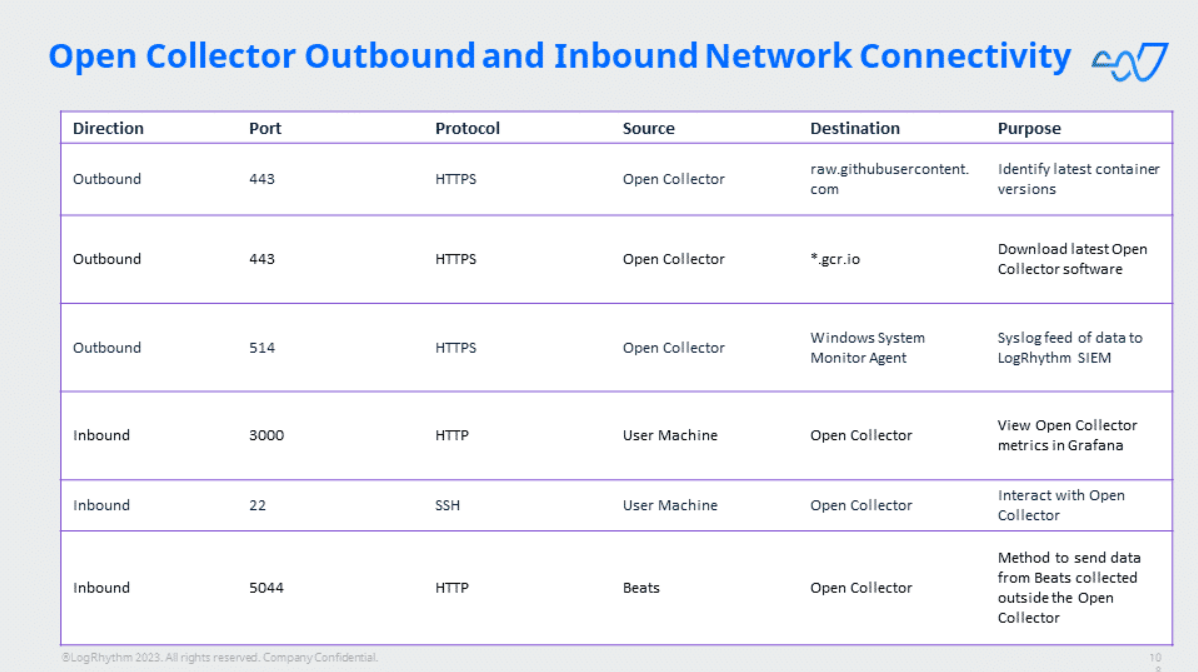 Open Collector Outbound and Inbound Network Connectivity
Direction Port Protocol Source Destination Purpose
Outbound 443 HTTPS Open Collector raw.githubusercontent. Identify latest container
com versions
Outbound 443 HTTPS Open Collector *.gcr.io Download latest Open
Collector software
Outbound 514 HTTPS Open Collector Windows System Syslog feed of data to
Monitor Agent LogRhythm SIEM
Inbound 3000 HTTP User Machine Open Collector View Open Collector
metrics in Grafana
Inbound 22 SSH User Machine Open Collector Interact with Open
Collector
Inbound 5044 HTTP Beats Open Collector Method to send data
from Beats collected
outside the Open
Collector
®LogRhythm 2023. All rights reserved. Company Confidential. 10